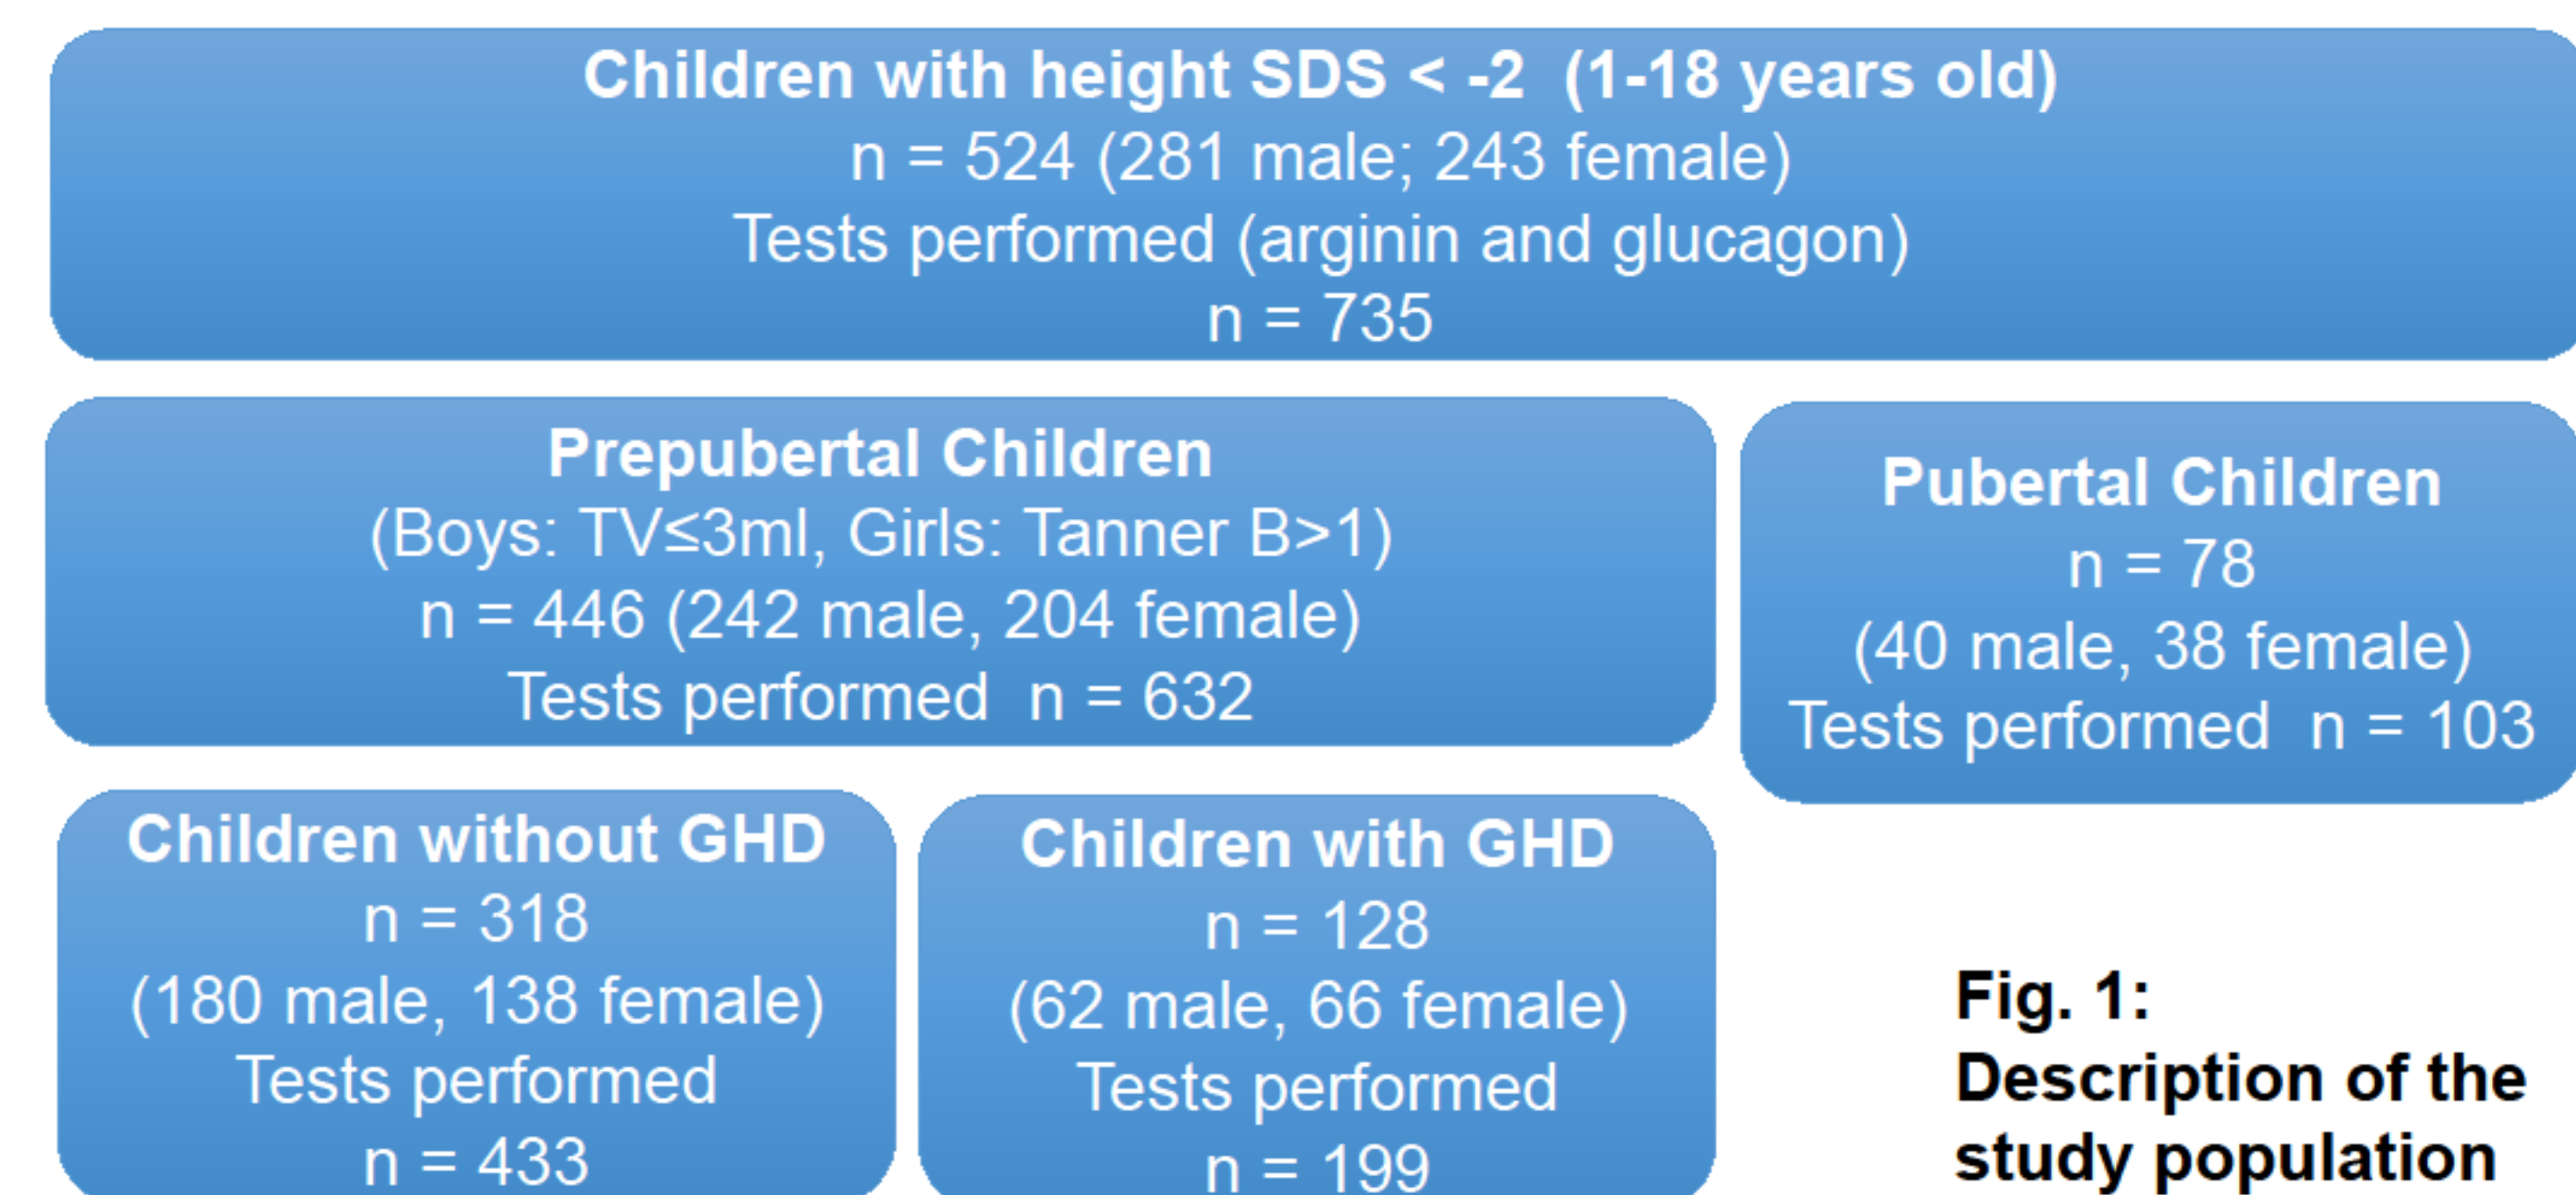 Children with height SDS < -2 (1-18 years old)
n = 524 (281 male; 243 female)
Tests performed (arginin and glucagon)
n = 735
Prepubertal Children
(Boys: TV≤3ml, Girls: Tanner B>1)
n = 446 (242 male, 204 female)
Tests performed n = 632
Pubertal Children
n = 78
(40 male, 38 female)
Tests performed n = 103
Children without GHD
n = 318
(180 male, 138 female)
Tests performed
n = 433
Children with GHD
n = 128
(62 male, 66 female)
Tests performed
n = 199
Fig. 1:
Description of the
study population